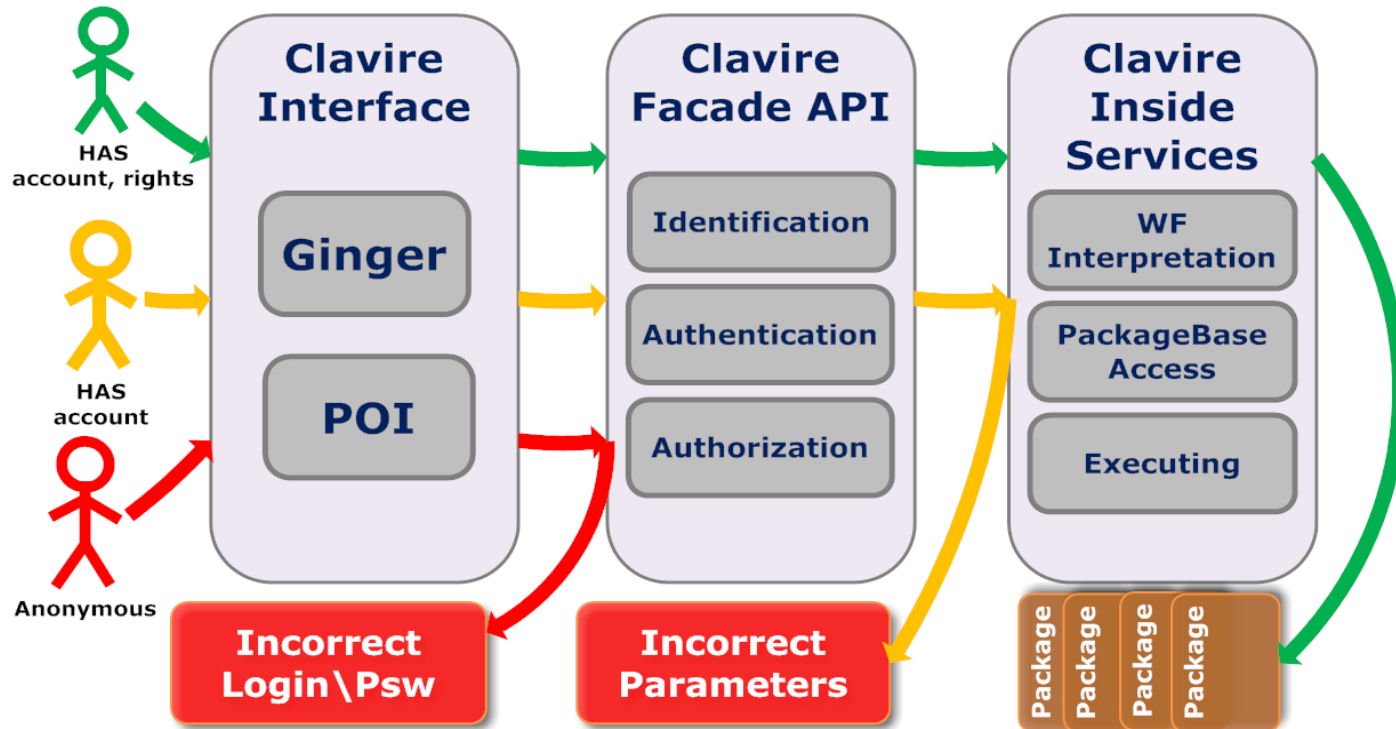 HAS
account, rights
HAS
account
Anonymous
Clavire
Interface
Ginger
POI
Incorrect
Login\Psw
Clavire
Facade API
Identification
Authentication
Authorization
Incorrect
Parameters
Clavire
Inside
Services
WF
Interpretation
PackageBase
Access
Executing
Package
Package
Package
Package